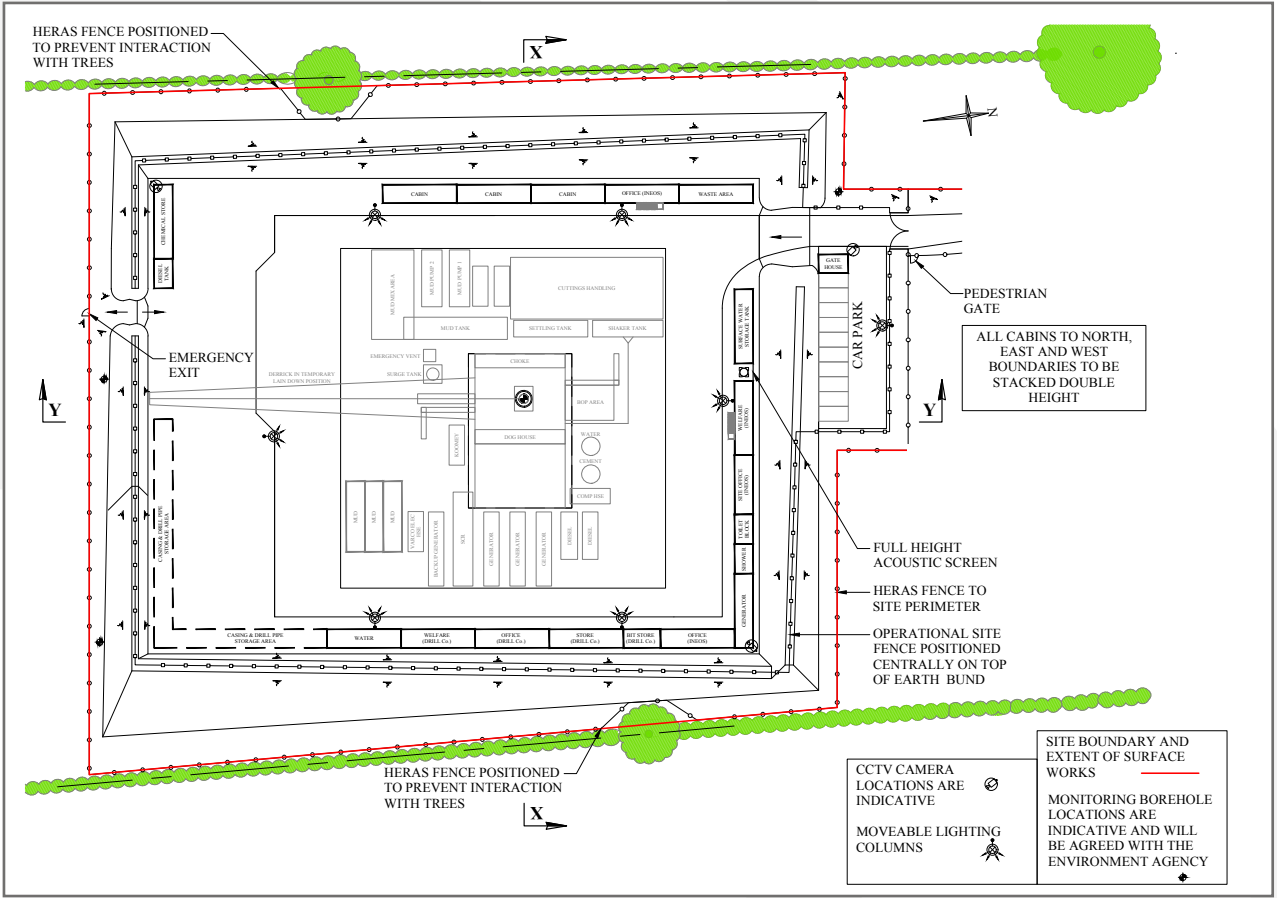 HERAS FENCE POSITIONED
TO PREVENT INTERACTION
WITH TREES
X
N
CABIN
CABIN
CABIN
OFFICE (INEOS)
WASTE AREA
CHEMICAL STORE
DIESEL
TANK
MUD MIX AREA
MUD PUMP 2
MUD PUMP 1
CUTTINGS HANDLING
MUD TANK
SETTLING TANK
SHAKER TANK
GATE
HOUSE
PEDESTRIAN
GATE
SURFACE WATER
STORAGE TANK
CAR PARK
ALL CABINS TO NORTH,
EAST AND WEST
BOUNDARIES TO BE
STACKED DOUBLE
HEIGHT
EMERGENCY
EXIT
EMERGENCY VENT
SURGE TANK
DERRICK IN TEMPORARY
LAIN DOWN POSITION
CHOKE
BOP AREA
Y
Y
WELFARE
(INEOS)
DOG HOUSE
KOOMEY
WATER
CEMENT
COMP HSE
SITE OFFICE
(INEOS)
MUD
MUD
MUD
VARCO ELEC
HSE
BACKUP GENERATOR
SCR
GENERATOR
GENERATOR
GENERATOR
DIESEL
DIESEL
TOILET
BLOCK
SHOWER
GENERATOR
CASING & DRILL PIPE
STORAGE AREA
FULL HEIGHT
ACOUSTIC SCREEN
HERAS FENCE TO
SITE PERIMETER
OPERATIONAL SITE
FENCE POSITIONED
CENTRALLY ON TOP
OF EARTH BUND
CASING & DRILL PIPE
STORAGE AREA
WATER
WELFARE
(DRILL Co.)
OFFICE
(DRILL Co.)
STORE
(DRILL Co.)
BIT STORE
(DRILL Co.)
OFFICE
(INEOS)
HERAS FENCE POSITIONED
TO PREVENT INTERACTION
WITH TREES
X
CCTV CAMERA
LOCATIONS ARE
INDICATIVE
MOVEABLE LIGHTING
COLUMNS
SITE BOUNDARY AND
EXTENT OF SURFACE
WORKS
MONITORING BOREHOLE
LOCATIONS ARE
INDICATIVE AND WILL
BE AGREED WITH THE
ENVIRONMENT AGENCY